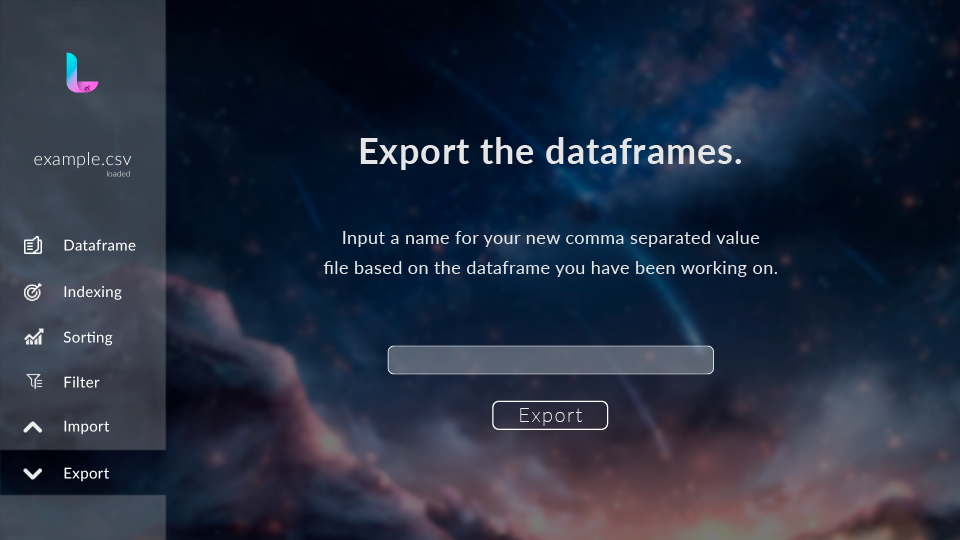 example.csv
loaded
Dataframe
Indexing
Sorting
Filter
Import
Export
Export the dataframes.
Input a name for your new comma separated value
file based on the dataframe you have been working on.
Export